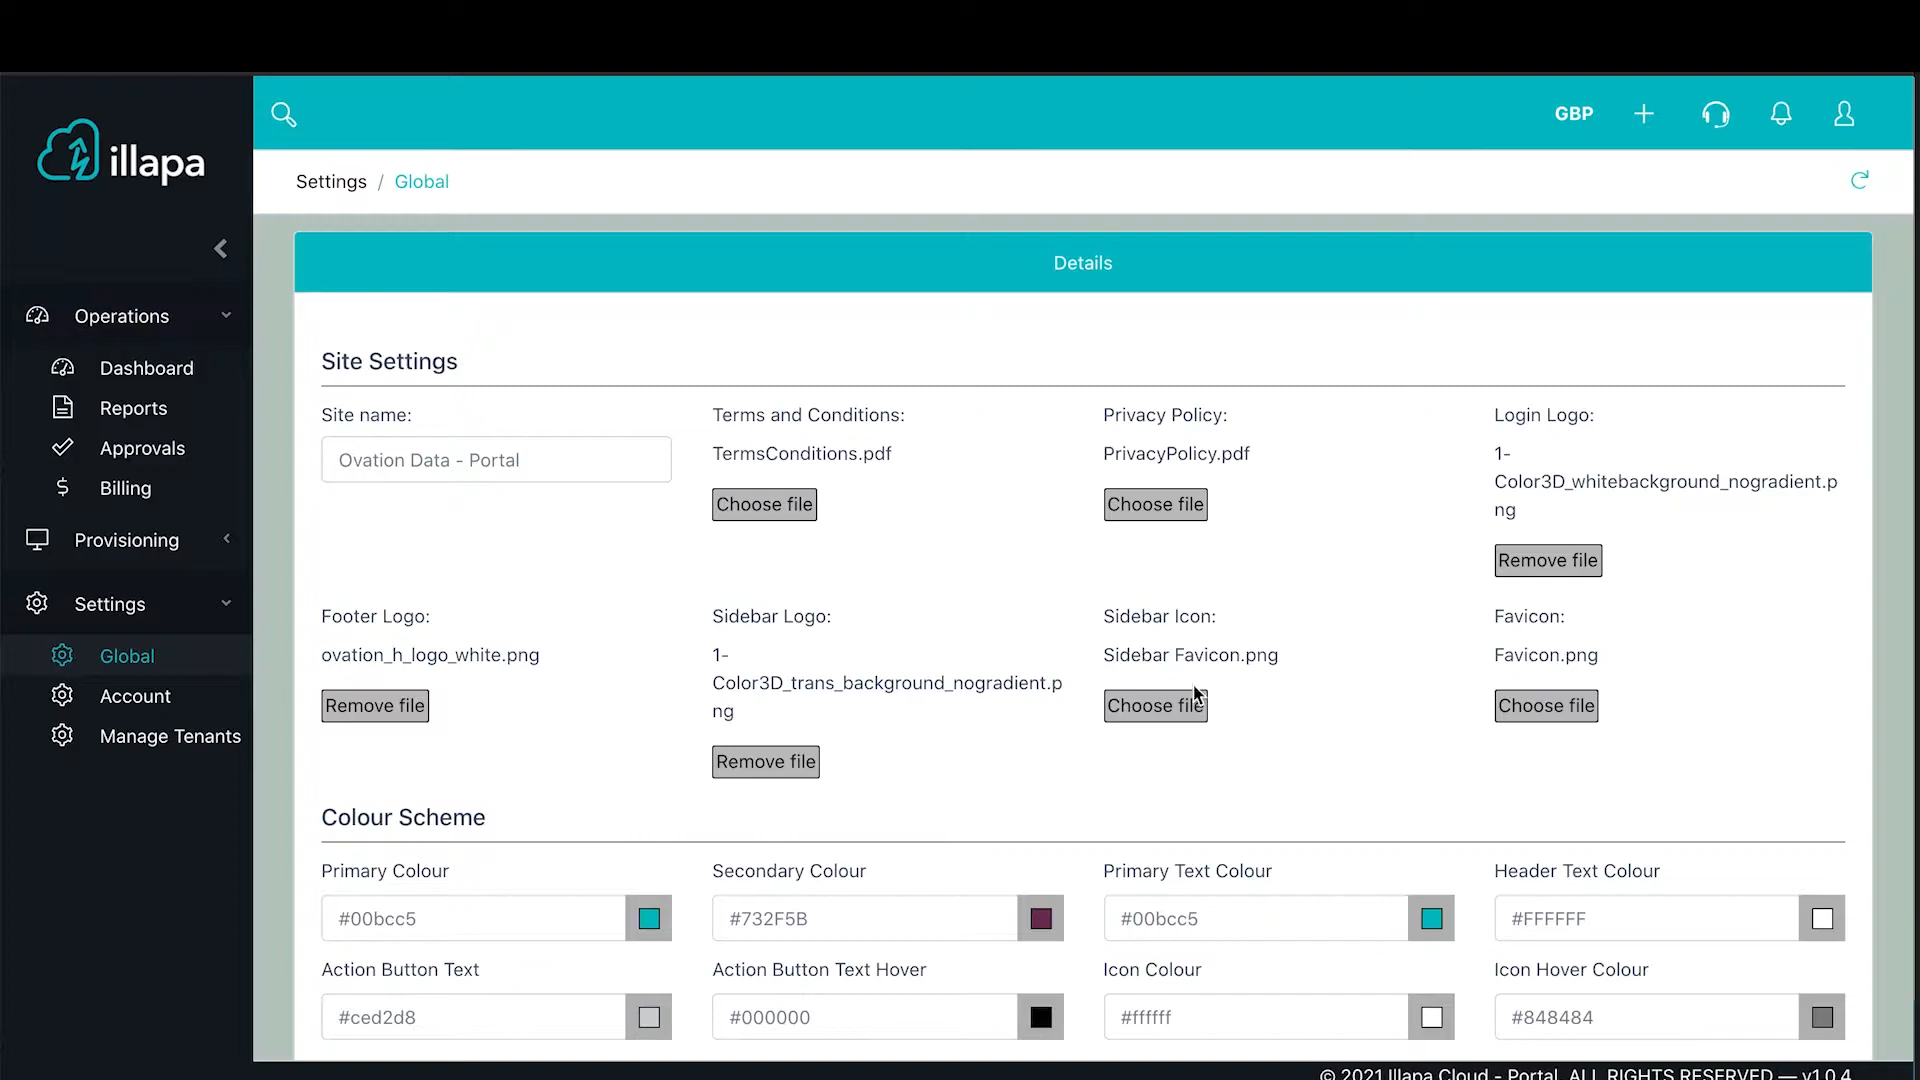 illapa
GBP
Settings / Global
Details
Operations
Dashboard
Reports
Approvals
Billing
Provisioning
Settings
Global
Account
Manage Tenants
Site Settings
Site name:
Ovation Data - Portal
Terms and Conditions:
TermsConditions.pdf
Choose file
Privacy Policy:
PrivacyPolicy.pdf
Choose file
Login Logo:
1-
Color3D_whitebackground_nogradient.p
ng
Remove file
Footer Logo:
ovation_h_logo_white.png
Remove file
Sidebar Logo:
1-
Color3D_trans_background_nogradient.p
ng
Remove file
Sidebar Icon:
Sidebar Favicon.png
Choose file
Favicon:
Favicon.png
Choose file
Colour Scheme
Primary Colour
#00bcc5
Secondary Colour
#732F5B
Primary Text Colour
#00bcc5
Header Text Colour
#FFFFFF
Action Button Text
#ced2d8
Action Button Text Hover
#000000
Icon Colour
#ffffff
Icon Hover Colour
#848484
© 2021 Illapa Cloud - Portal. ALL RIGHTS RESERVED — v1.0.4